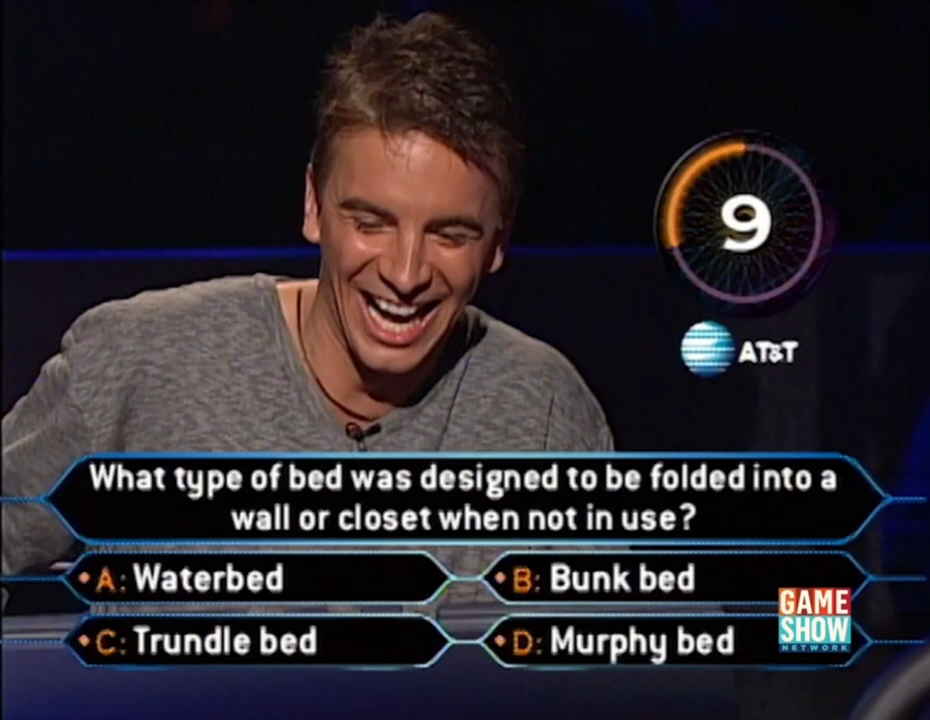 9
AT&T
What type of bed was designed to be folded into a
wall or closet when not in use?
A: Waterbed
B: Bunk bed
C: Trundle bed
D: Murphy bed
GAME
SHOW
NETWORK